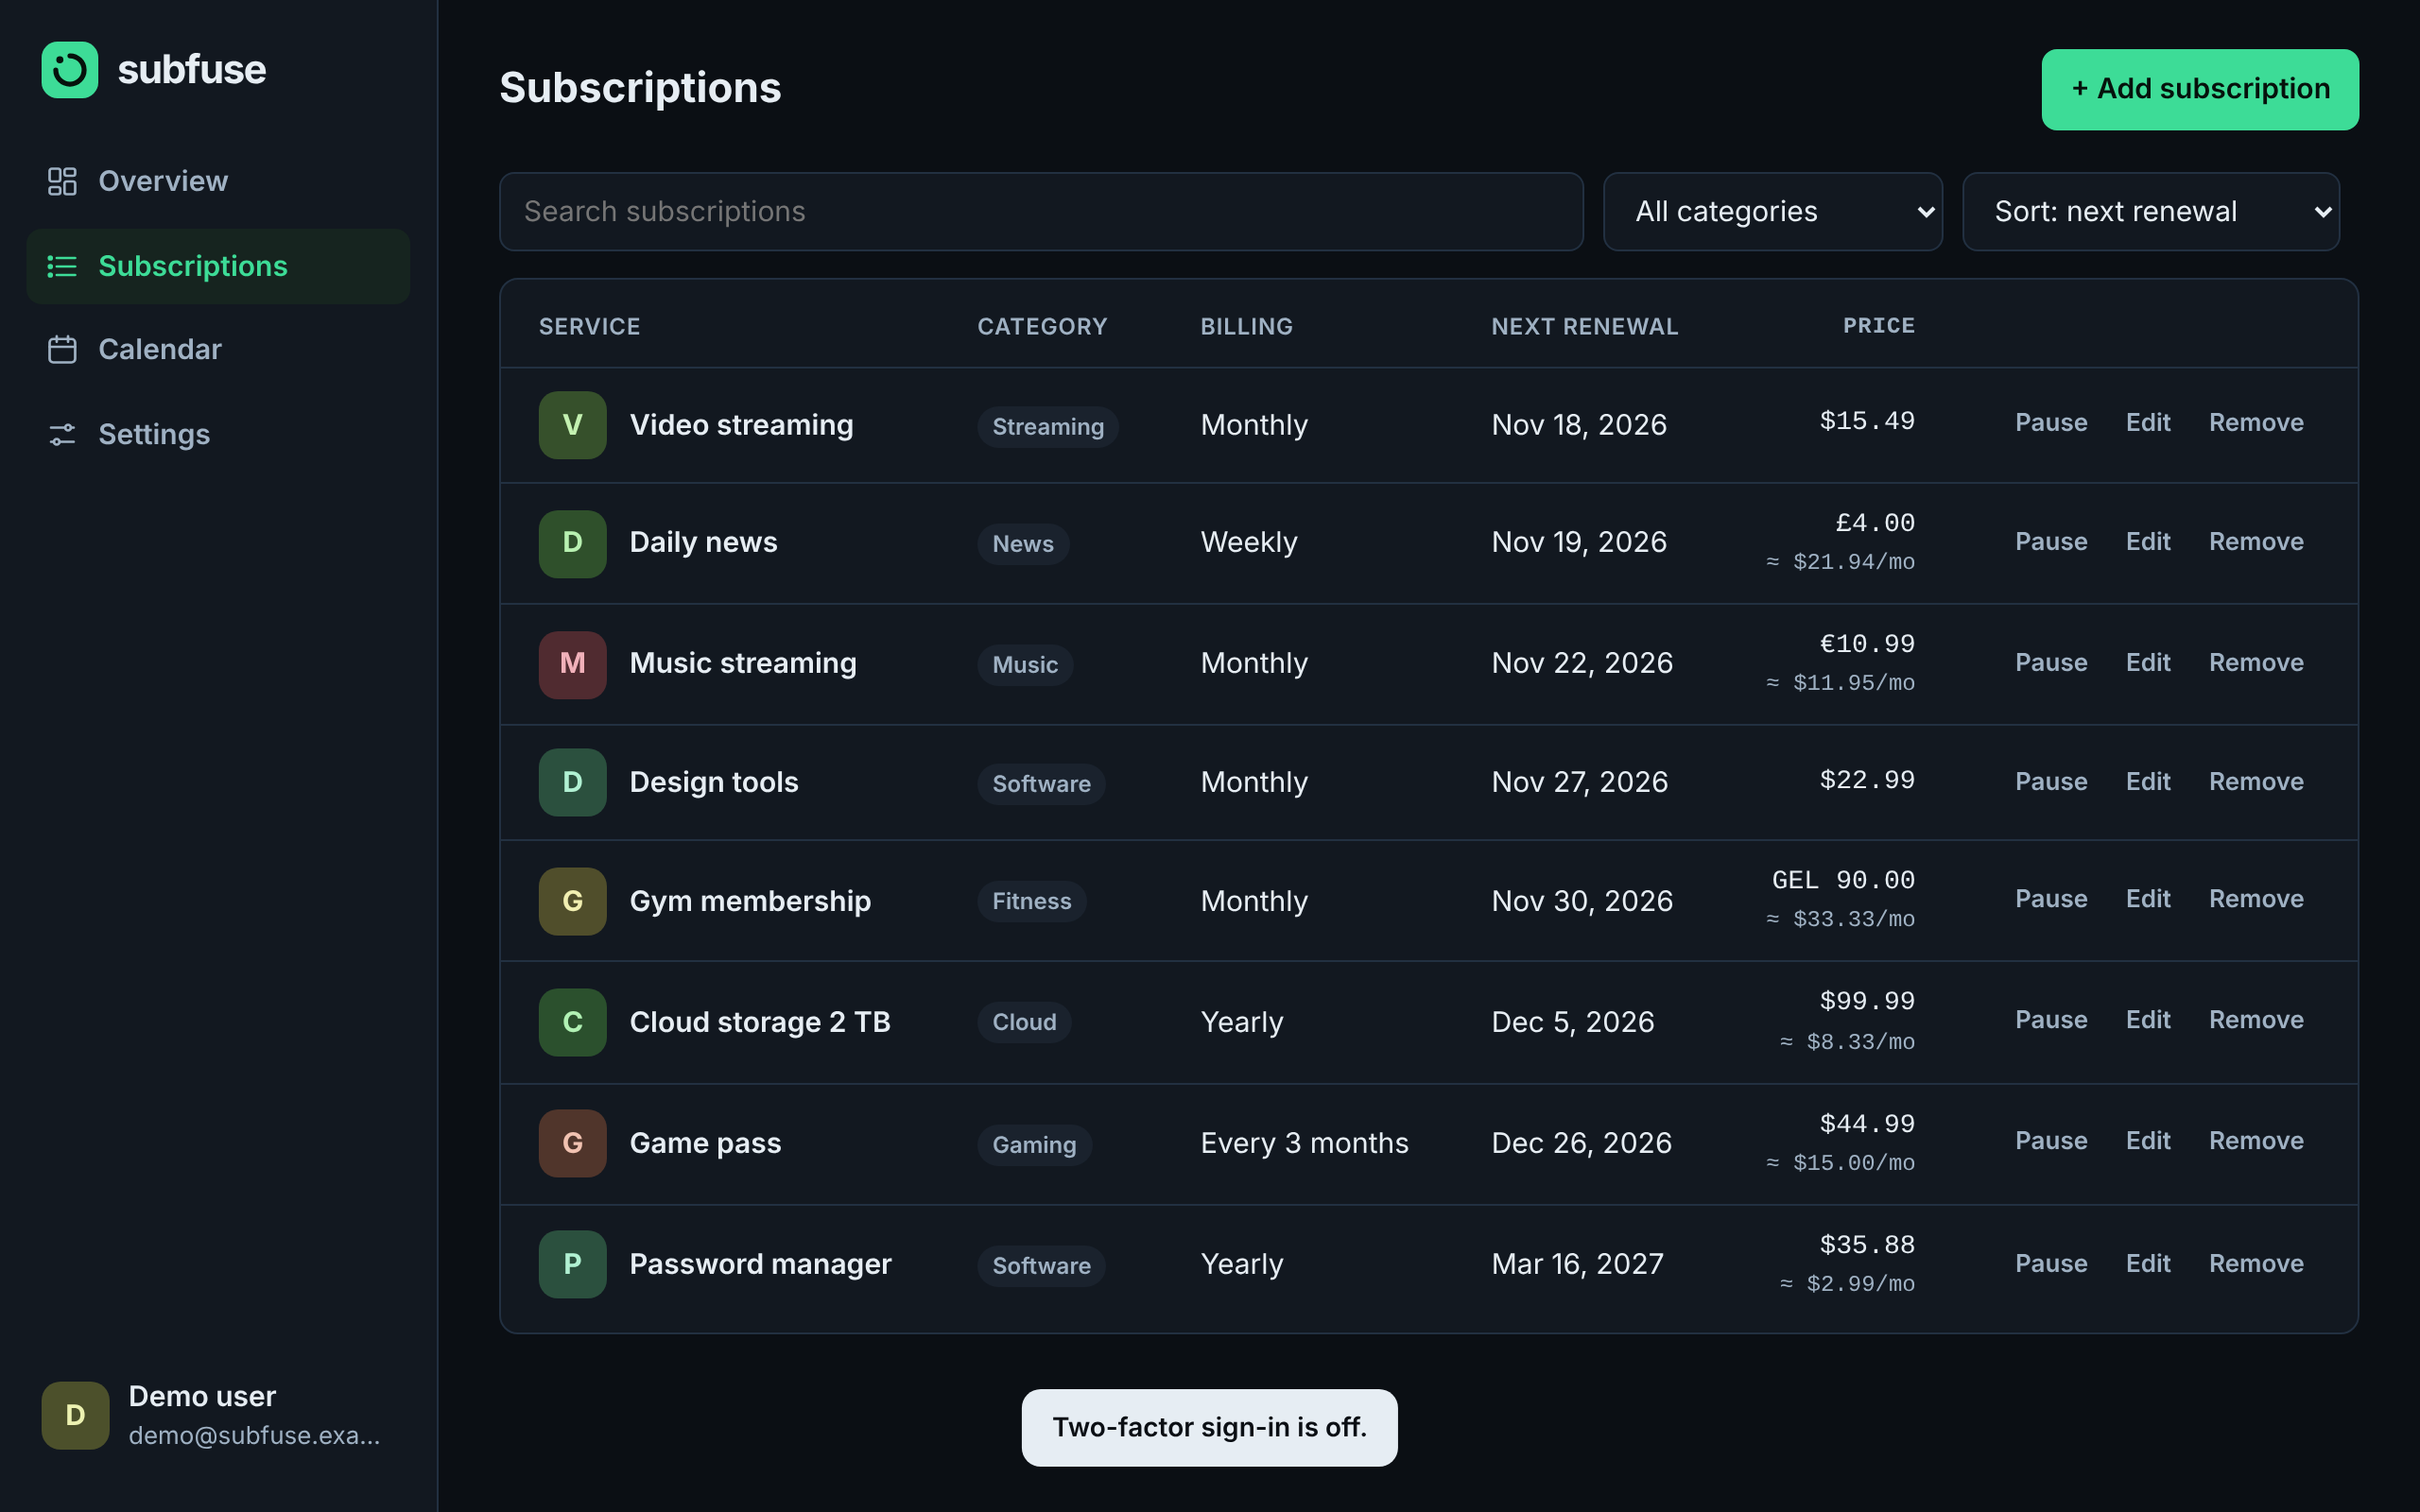 subfuse
Overview
Subscriptions
Calendar
Settings
Demo user
demo@subfuse.exa...
Subscriptions
+ Add subscription
Search subscriptions
All categories
Sort: next renewal
SERVICE CATEGORY BILLING NEXT RENEWAL PRICE
V Video streaming Streaming Monthly Nov 18, 2026 $15.49 Pause Edit Remove
D Daily news News Weekly Nov 19, 2026 £4.00 Pause Edit Remove
≈ $21.94/mo
M Music streaming Music Monthly Nov 22, 2026 €10.99 Pause Edit Remove
≈ $11.95/mo
D Design tools Software Monthly Nov 27, 2026 $22.99 Pause Edit Remove
G Gym membership Fitness Monthly Nov 30, 2026 GEL 90.00 Pause Edit Remove
≈ $33.33/mo
C Cloud storage 2 TB Cloud Yearly Dec 5, 2026 $99.99 Pause Edit Remove
≈ $8.33/mo
G Game pass Gaming Every 3 months Dec 26, 2026 $44.99 Pause Edit Remove
≈ $15.00/mo
P Password manager Software Yearly Mar 16, 2027 $35.88 Pause Edit Remove
≈ $2.99/mo
D
Two-factor sign-in is off.